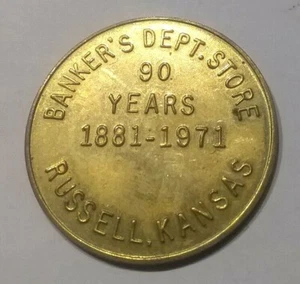 BANKER'S DEPT. STORE
90
YEARS
1881-1971
RUSSELL, KANSAS